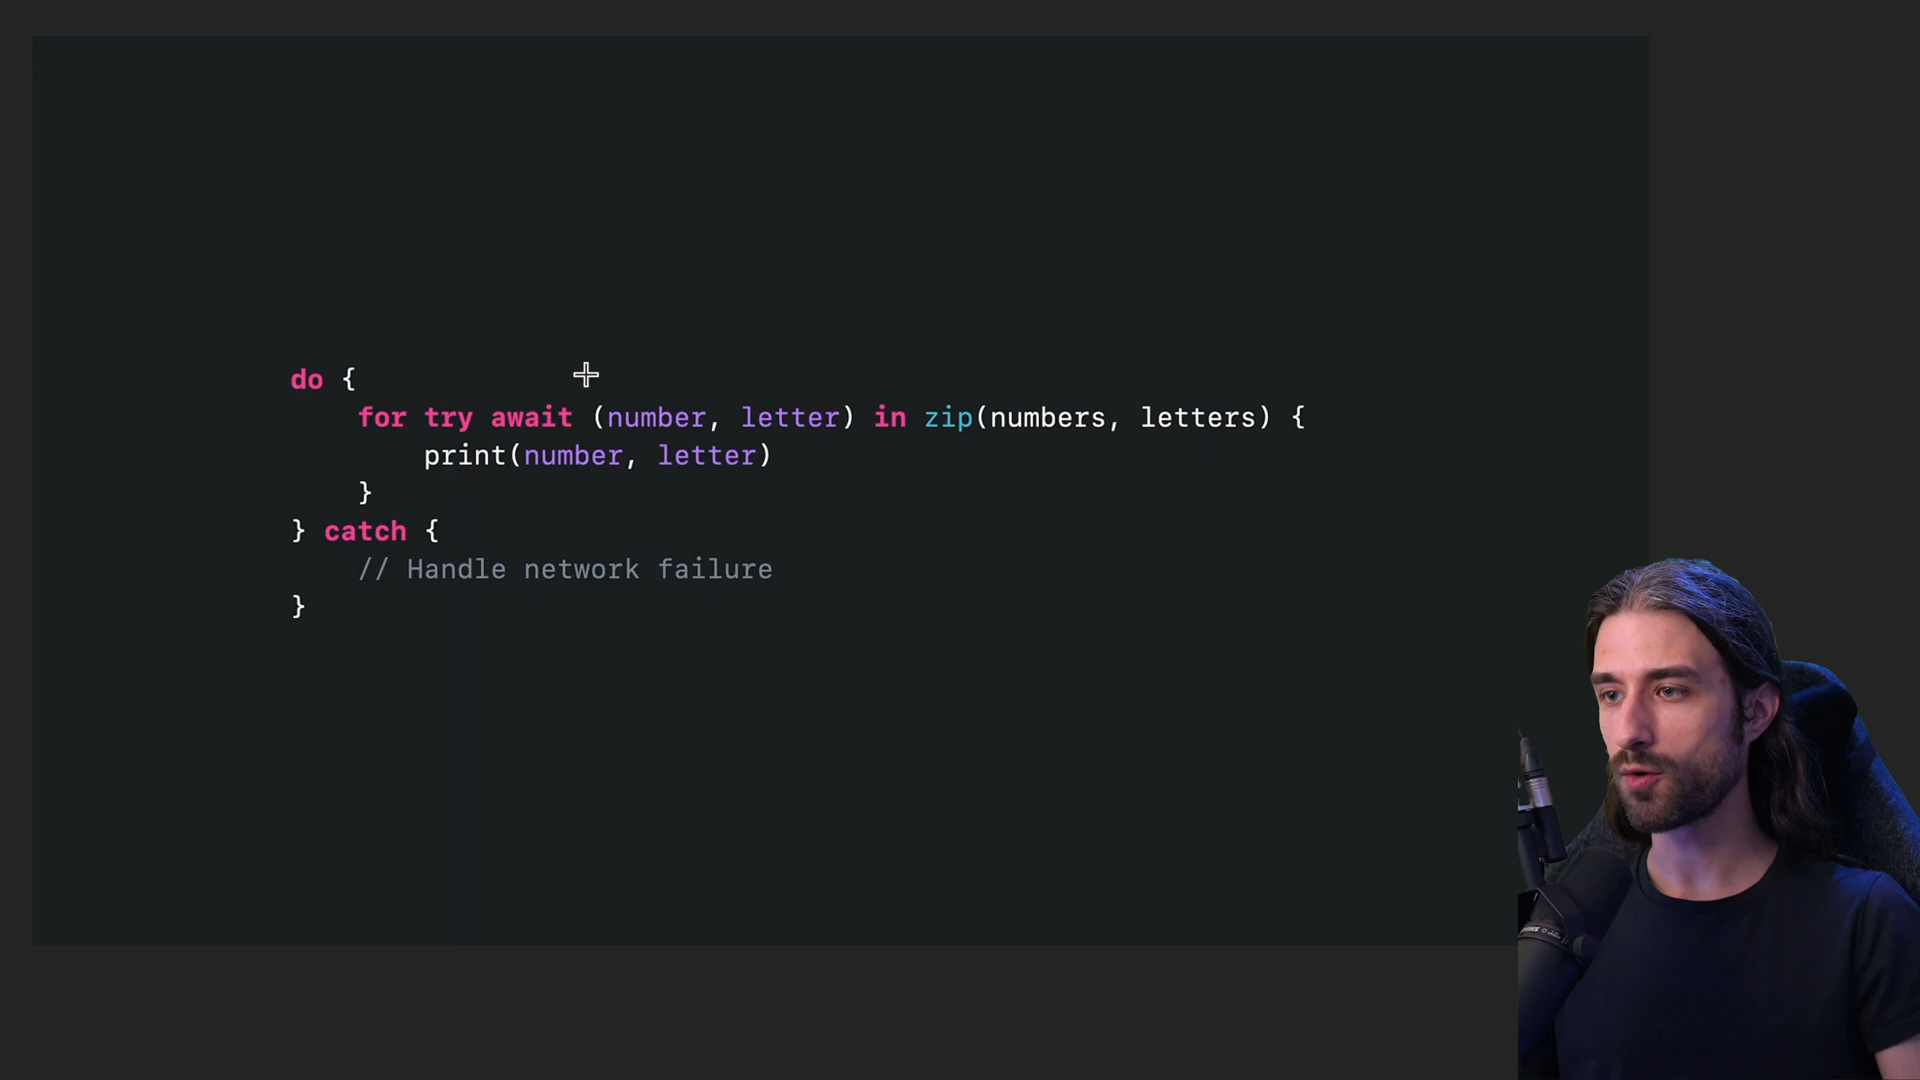 do {
for try await (number, letter) in zip(numbers, letters) {
print(number, letter)
}
} catch {
// Handle network failure
}